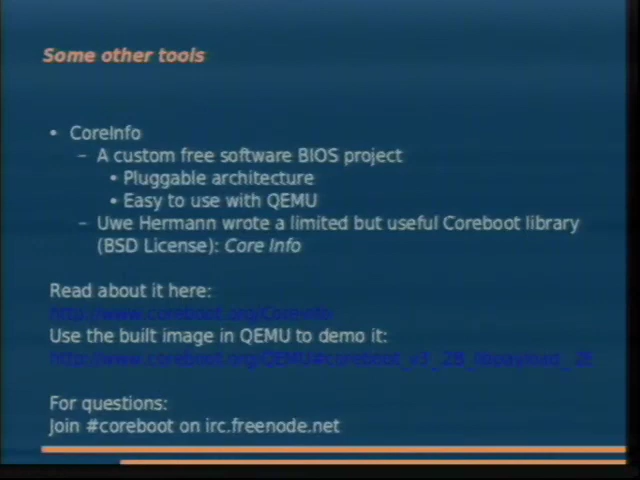 Some other tools
• CoreInfo
– A custom free software BIOS project
• Pluggable architecture
• Easy to use with QEMU
– Uwe Hermann wrote a limited but useful Coreboot library
(BSD License): Core Info
Read about it here:
http://www.coreboot.org/Coreinfo
Use the built image in QEMU to demo it:
http://www.coreboot.org/QEMU#coreboot_v3_.2B_libpayload_.2B
For questions:
Join #coreboot on irc.freenode.net